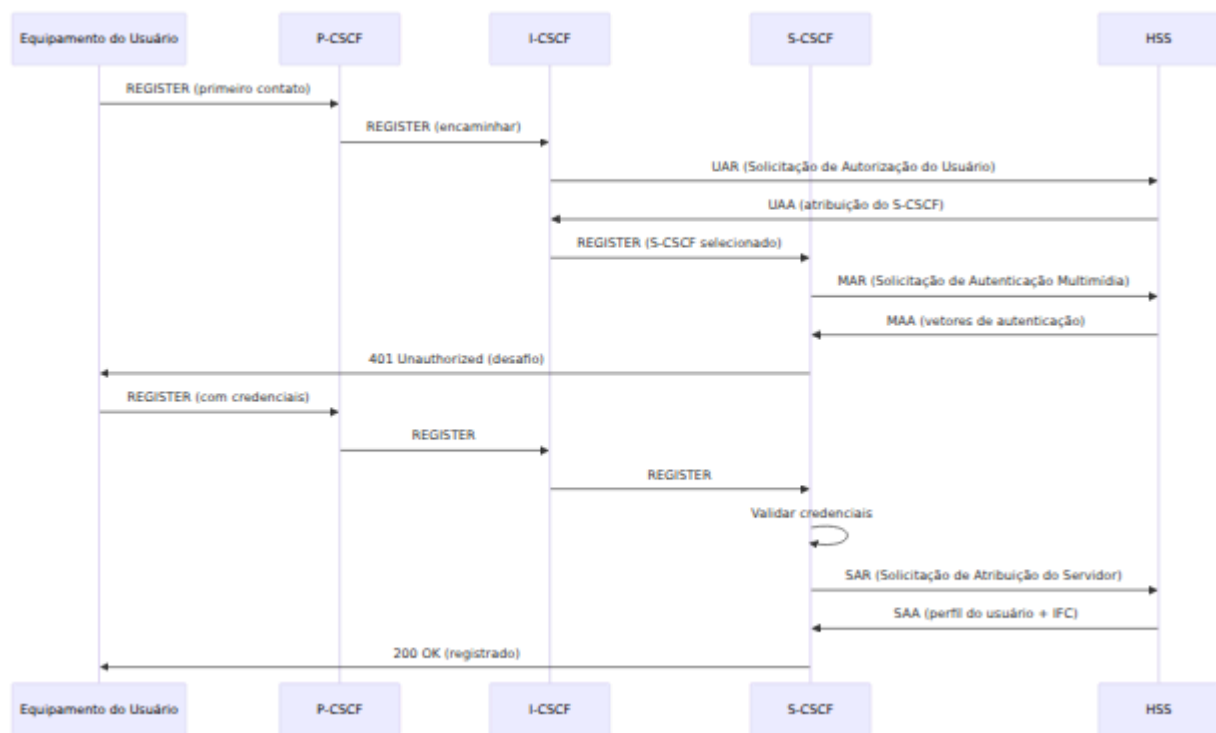 Equipamento do Usuário
P-CSCF
I-CSCF
S-CSCF
HSS
REGISTER (primeiro contato)
REGISTER (encaminhar)
UAR (Solicitação de Autorização do Usuário)
UAA (atribuição do S-CSCF)
REGISTER (S-CSCF selecionado)
MAR (Solicitação de Autenticação Multimídia)
MAA (vetores de autenticação)
401 Unauthorized (desafio)
REGISTER (com credenciais)
REGISTER
REGISTER
Validar credenciais
SAR (Solicitação de Atribuição do Servidor)
SAA (perfil do usuário + IFC)
200 OK (registrado)
Equipamento do Usuário
P-CSCF
I-CSCF
S-CSCF
HSS